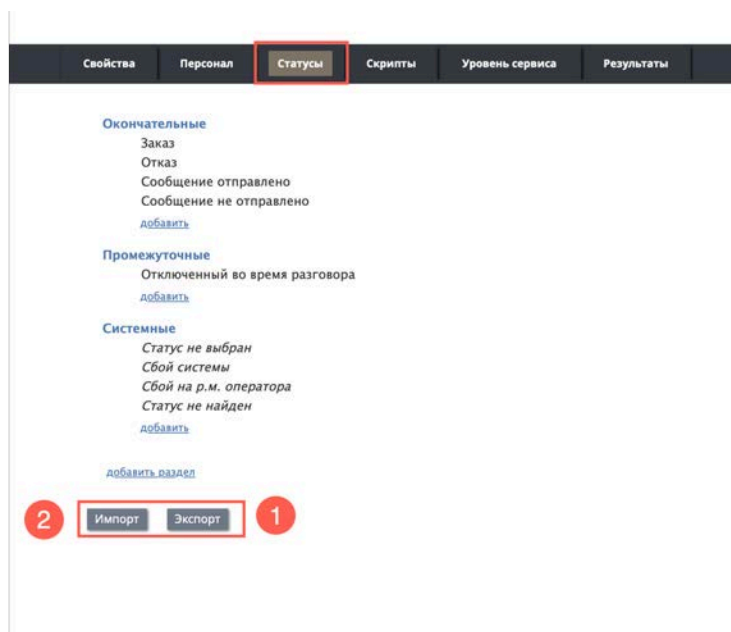 Свойства Персонал Статусы Скрипты Уровень сервиса Результаты
Окончательные
Заказ
Отказ
Сообщение отправлено
Сообщение не отправлено
добавить
Промежуточные
Отключенный во время разговора
добавить
Системные
Статус не выбран
Сбой системы
Сбой на р.м. оператора
Статус не найден
добавить
добавить раздел
2 Импорт Экспорт 1